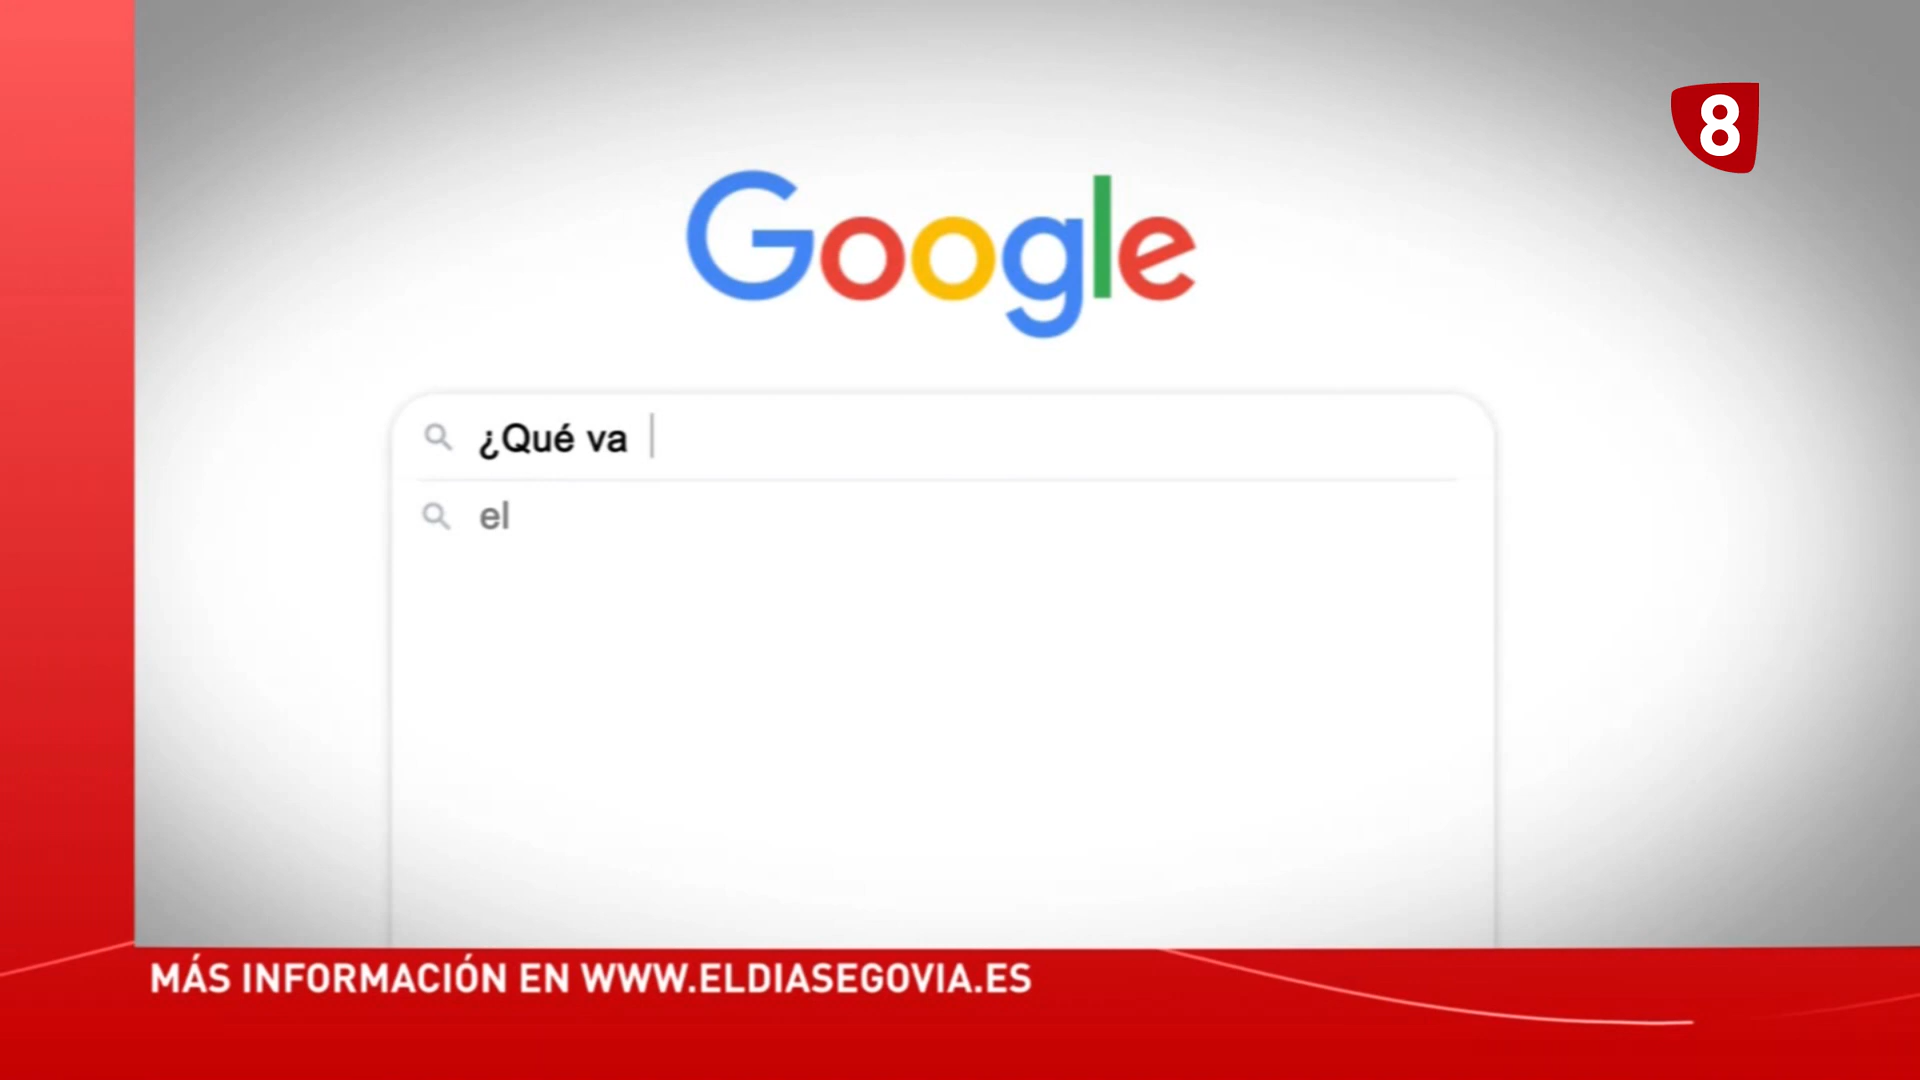 8
Google
¿Qué va
el
MÁS INFORMACIÓN EN WWW.ELDIASEGOVIA.ES